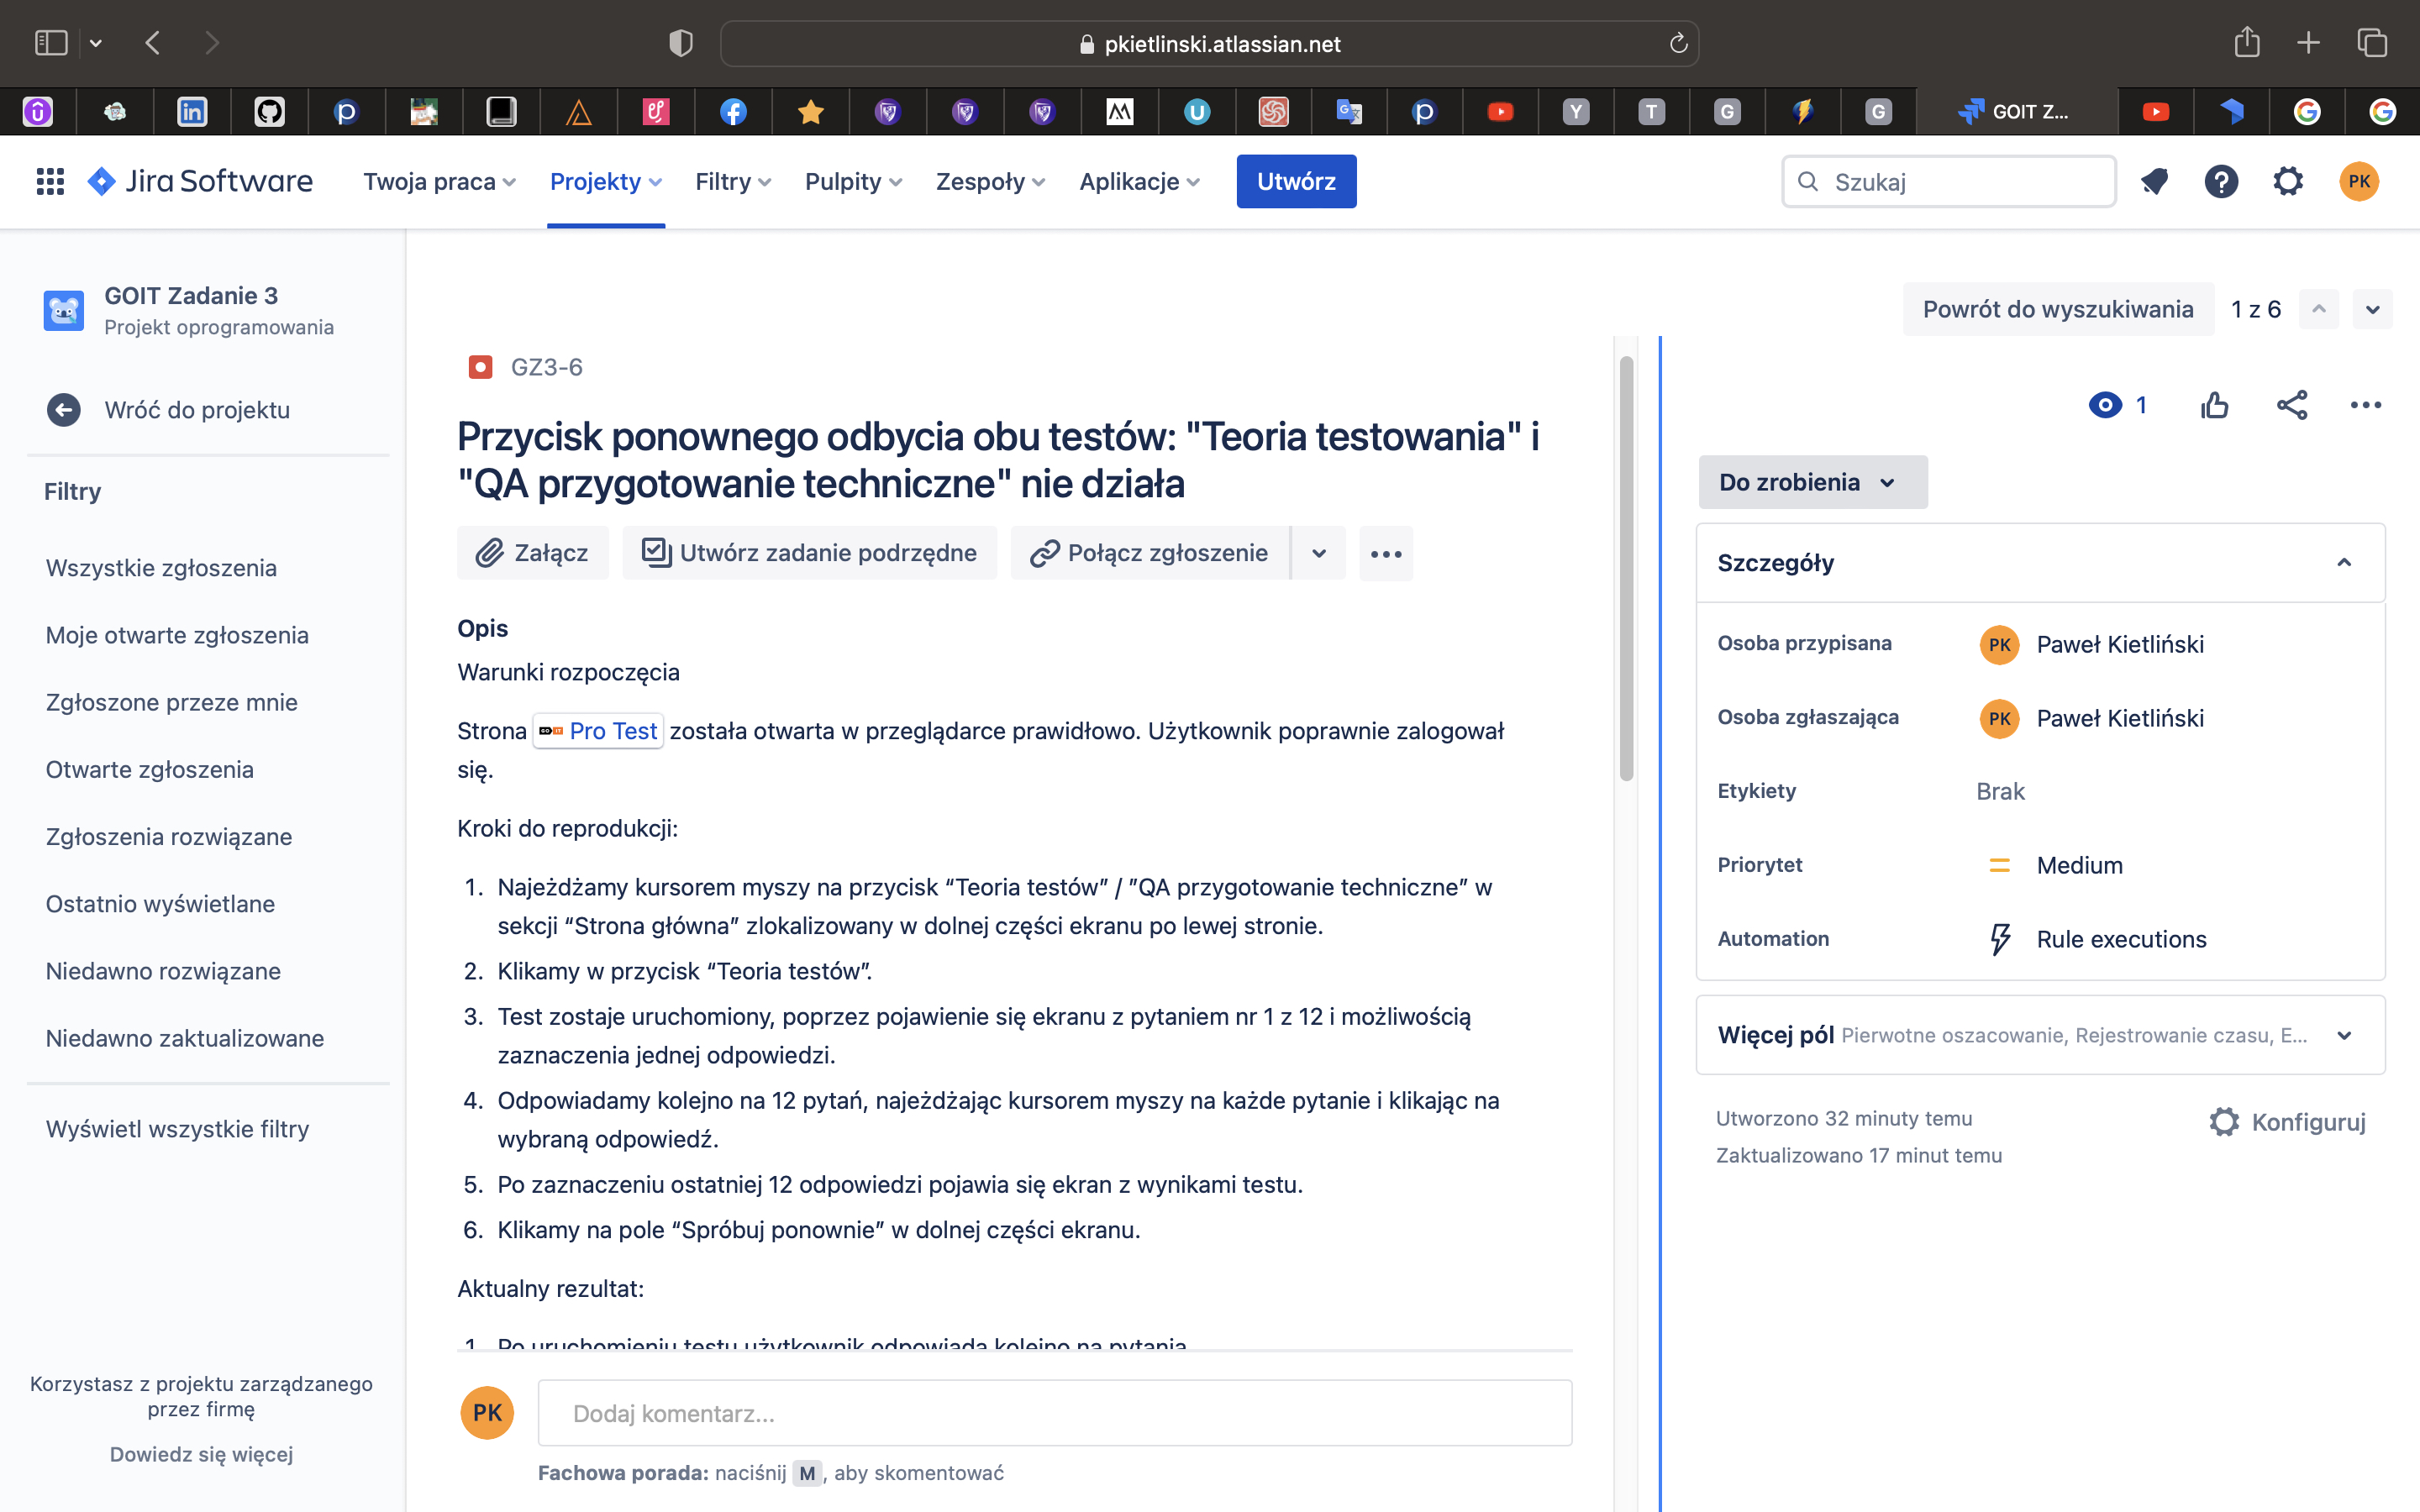 pkietlinski.atlassian.net
GOIT Z...
Jira Software
Twoja praca
Projekty
Filtry
Pulpity
Zespoły
Aplikacje
Utwórz
Szukaj
PK
GOIT Zadanie 3
Projekt oprogramowania
Wróć do projektu
Filtry
Wszystkie zgłoszenia
Moje otwarte zgłoszenia
Zgłoszone przeze mnie
Otwarte zgłoszenia
Zgłoszenia rozwiązane
Ostatnio wyświetlane
Niedawno rozwiązane
Niedawno zaktualizowane
Wyświetl wszystkie filtry
Korzystasz z projektu zarządzanego
przez firmę
Dowiedz się więcej
Powrót do wyszukiwania
1 z 6
GZ3-6
Przycisk ponownego odbycia obu testów: "Teoria testowania" i
"QA przygotowanie techniczne" nie działa
Załącz
Utwórz zadanie podrzędne
Połącz zgłoszenie
Opis
Warunki rozpoczęcia
Strona Pro Test została otwarta w przeglądarce prawidłowo. Użytkownik poprawnie zalogował
się.
Kroki do reprodukcji:
1. Najeżdżamy kursorem myszy na przycisk “Teoria testów” / ”QA przygotowanie techniczne” w
sekcji “Strona główna” zlokalizowany w dolnej części ekranu po lewej stronie.
2. Klikamy w przycisk “Teoria testów”.
3. Test zostaje uruchomiony, poprzez pojawienie się ekranu z pytaniem nr 1 z 12 i możliwością
zaznaczenia jednej odpowiedzi.
4. Odpowiadamy kolejno na 12 pytań, najeżdżając kursorem myszy na każde pytanie i klikając na
wybraną odpowiedź.
5. Po zaznaczeniu ostatniej 12 odpowiedzi pojawia się ekran z wynikami testu.
6. Klikamy na pole “Spróbuj ponownie” w dolnej części ekranu.
Aktualny rezultat:
1. Po uruchomieniu testu użytkownik odpowiada kolejno na pytania
PK
Dodaj komentarz...
Fachowa porada: naciśnij M, aby skomentować
1
Do zrobienia
Szczegóły
Osoba przypisana
PK Paweł Kietliński
Osoba zgłaszająca
PK Paweł Kietliński
Etykiety
Brak
Priorytet
Medium
Automation
Rule executions
Więcej pól Pierwotne oszacowanie, Rejestrowanie czasu, E...
Utworzono 32 minuty temu
Zaktualizowano 17 minut temu
Konfiguruj